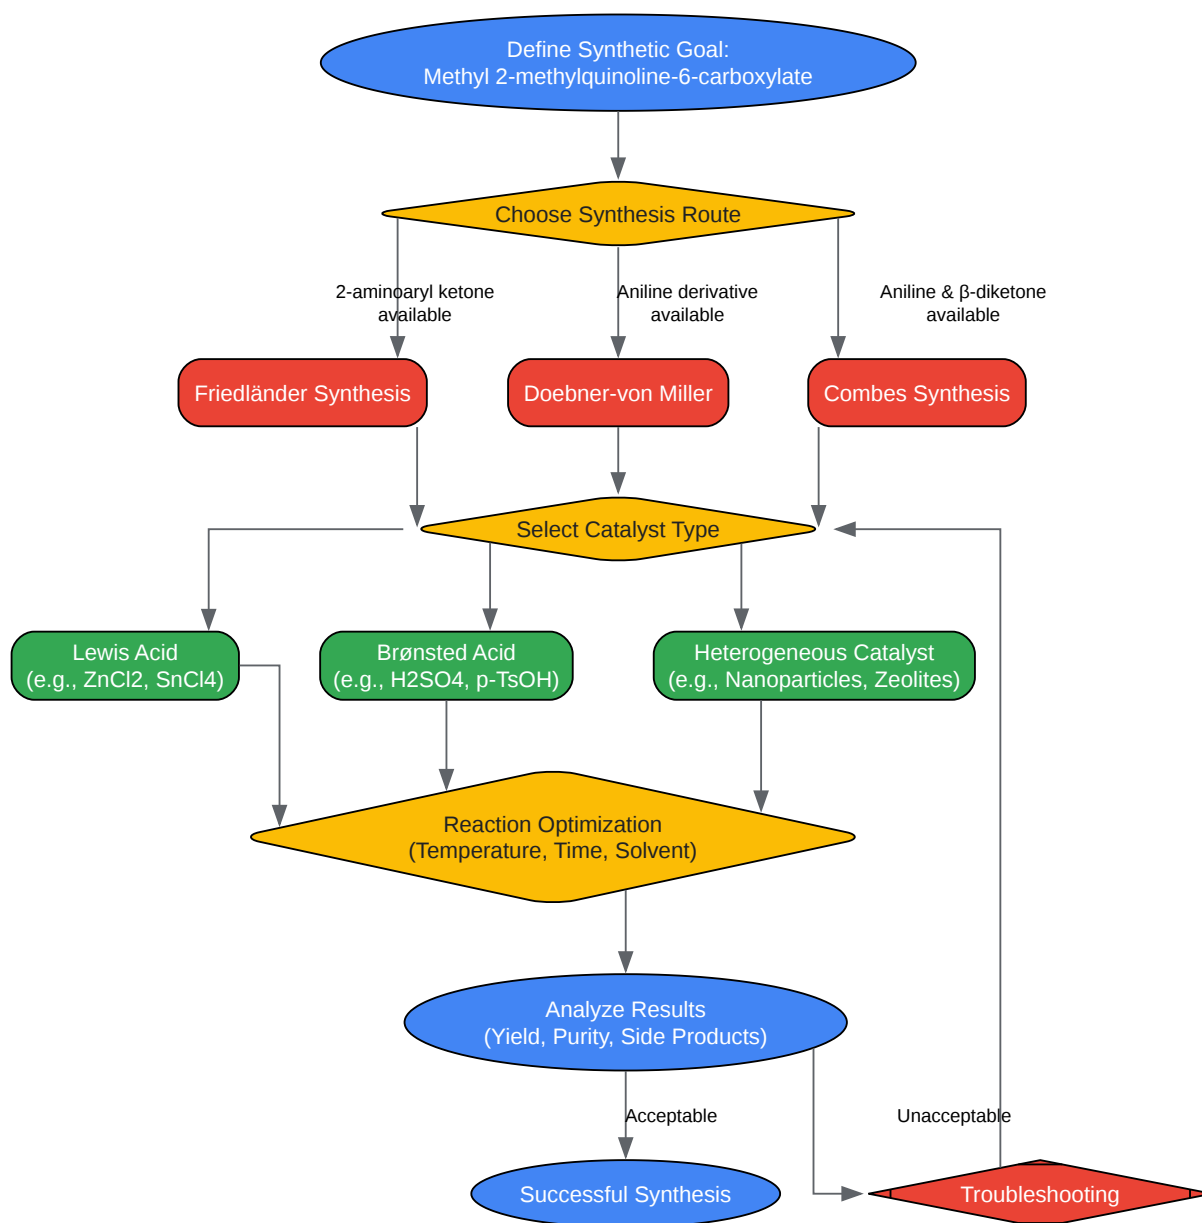 Define Synthetic Goal:
Methyl 2-methylquinoline-6-carboxylate
Choose Synthesis Route
2-aminoaryl ketone
available
Aniline derivative
available
Aniline & β-diketone
available
Friedländer Synthesis
Doebner-von Miller
Combes Synthesis
Select Catalyst Type
Lewis Acid
(e.g., ZnCl2, SnCl4)
Brønsted Acid
(e.g., H2SO4, p-TsOH)
Heterogeneous Catalyst
(e.g., Nanoparticles, Zeolites)
Reaction Optimization
(Temperature, Time, Solvent)
Analyze Results
(Yield, Purity, Side Products)
Acceptable
Unacceptable
Successful Synthesis
Troubleshooting